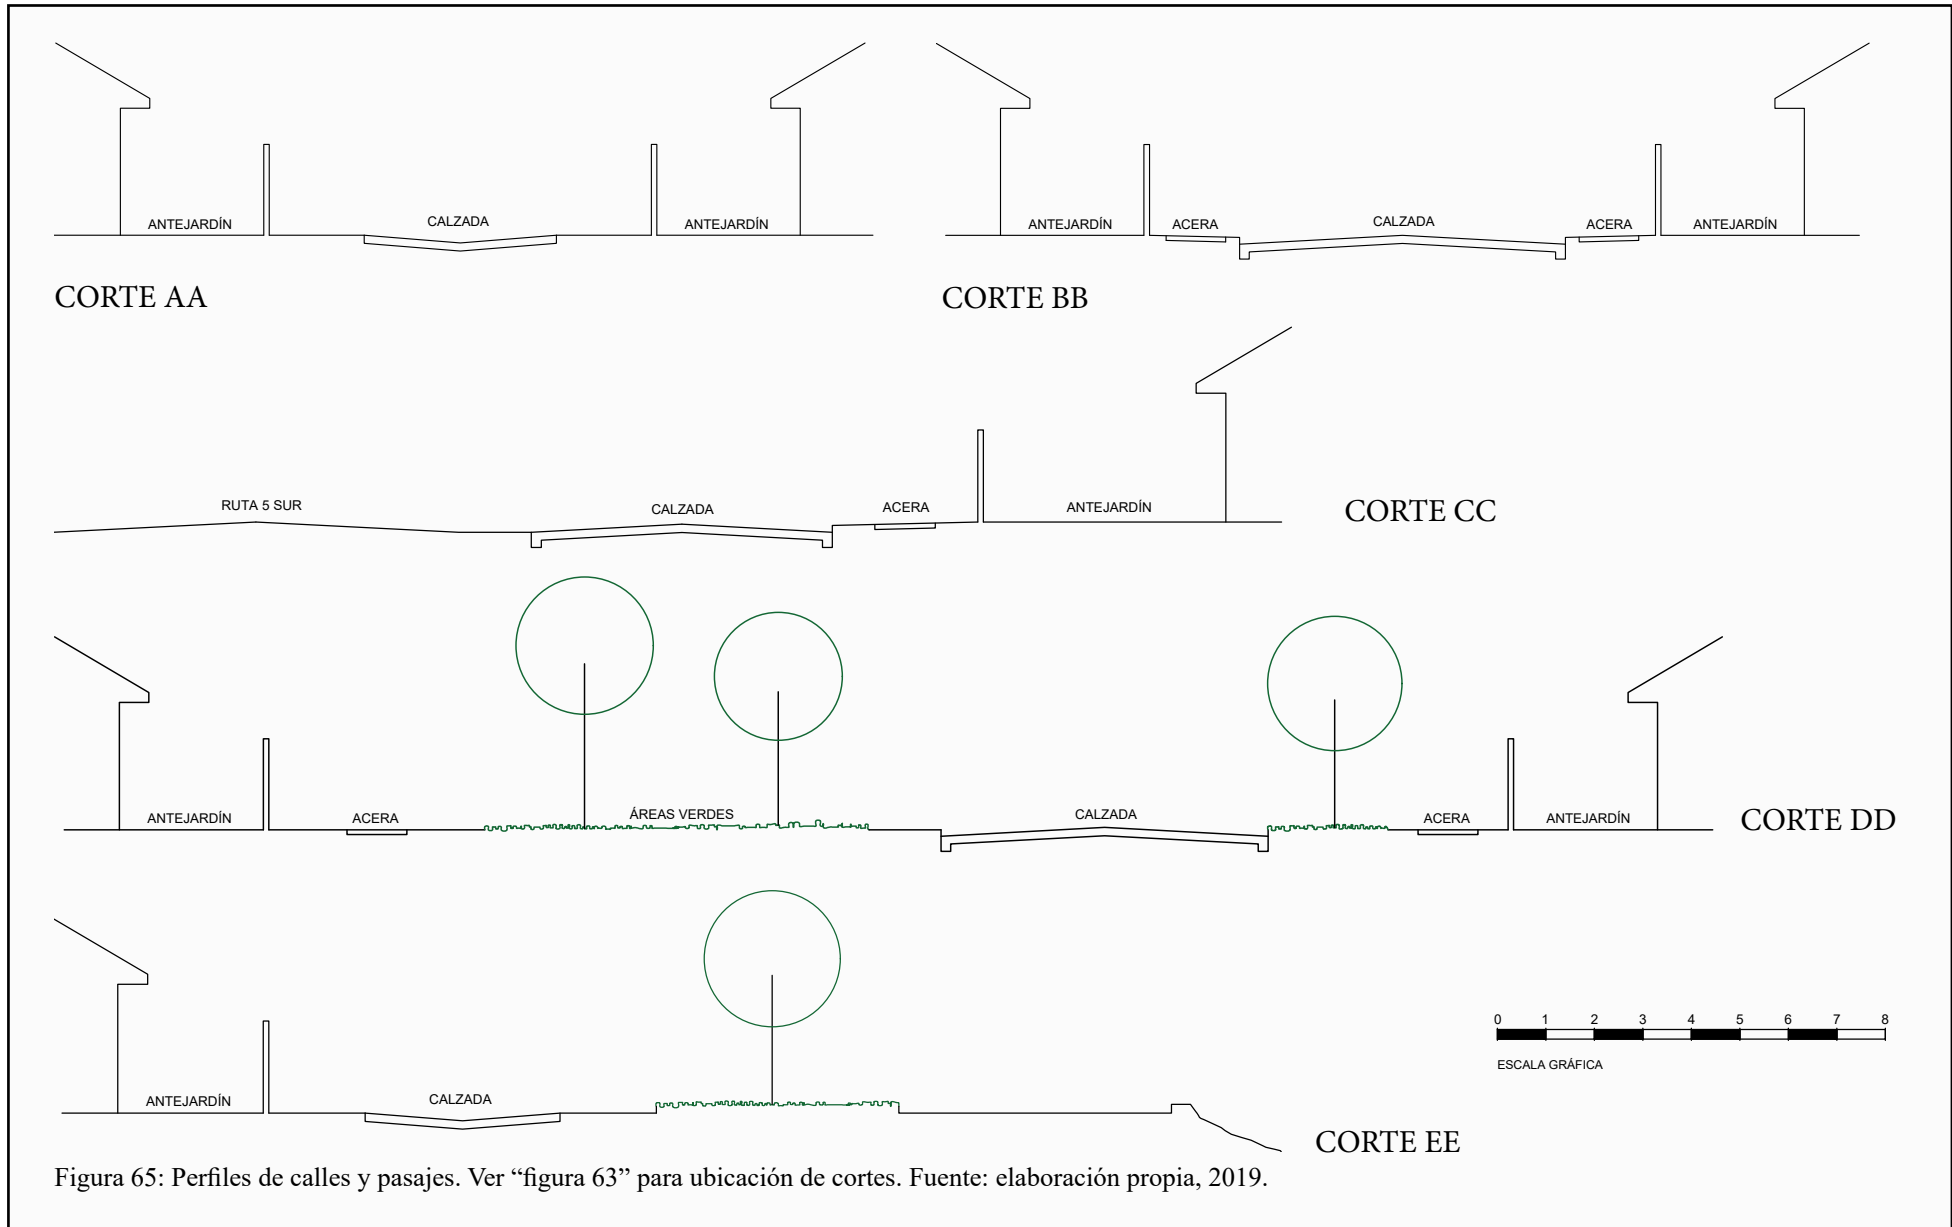 ANTEJARDÍN CALZADA ANTEJARDÍN
CORTE AA
ANTEJARDÍN ACERA CALZADA ACERA ANTEJARDÍN
CORTE BB
RUTA 5 SUR CALZADA ACERA ANTEJARDÍN
CORTE CC
ANTEJARDÍN ACERA ÁREAS VERDES CALZADA ACERA ANTEJARDÍN
CORTE DD
ANTEJARDÍN CALZADA
CORTE EE
0 1 2 3 4 5 6 7 8
ESCALA GRÁFICA
Figura 65: Perfiles de calles y pasajes. Ver “figura 63” para ubicación de cortes. Fuente: elaboración propia, 2019.